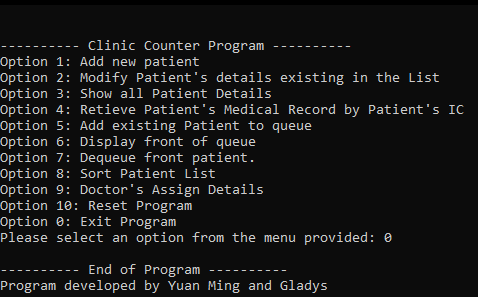 ---------- Clinic Counter Program ----------
Option 1: Add new patient
Option 2: Modify Patient's details existing in the List
Option 3: Show all Patient Details
Option 4: Retieve Patient's Medical Record by Patient's IC
Option 5: Add existing Patient to queue
Option 6: Display front of queue
Option 7: Dequeue front patient.
Option 8: Sort Patient List
Option 9: Doctor's Assign Details
Option 10: Reset Program
Option 0: Exit Program
Please select an option from the menu provided: 0
---------- End of Program ----------
Program developed by Yuan Ming and Gladys